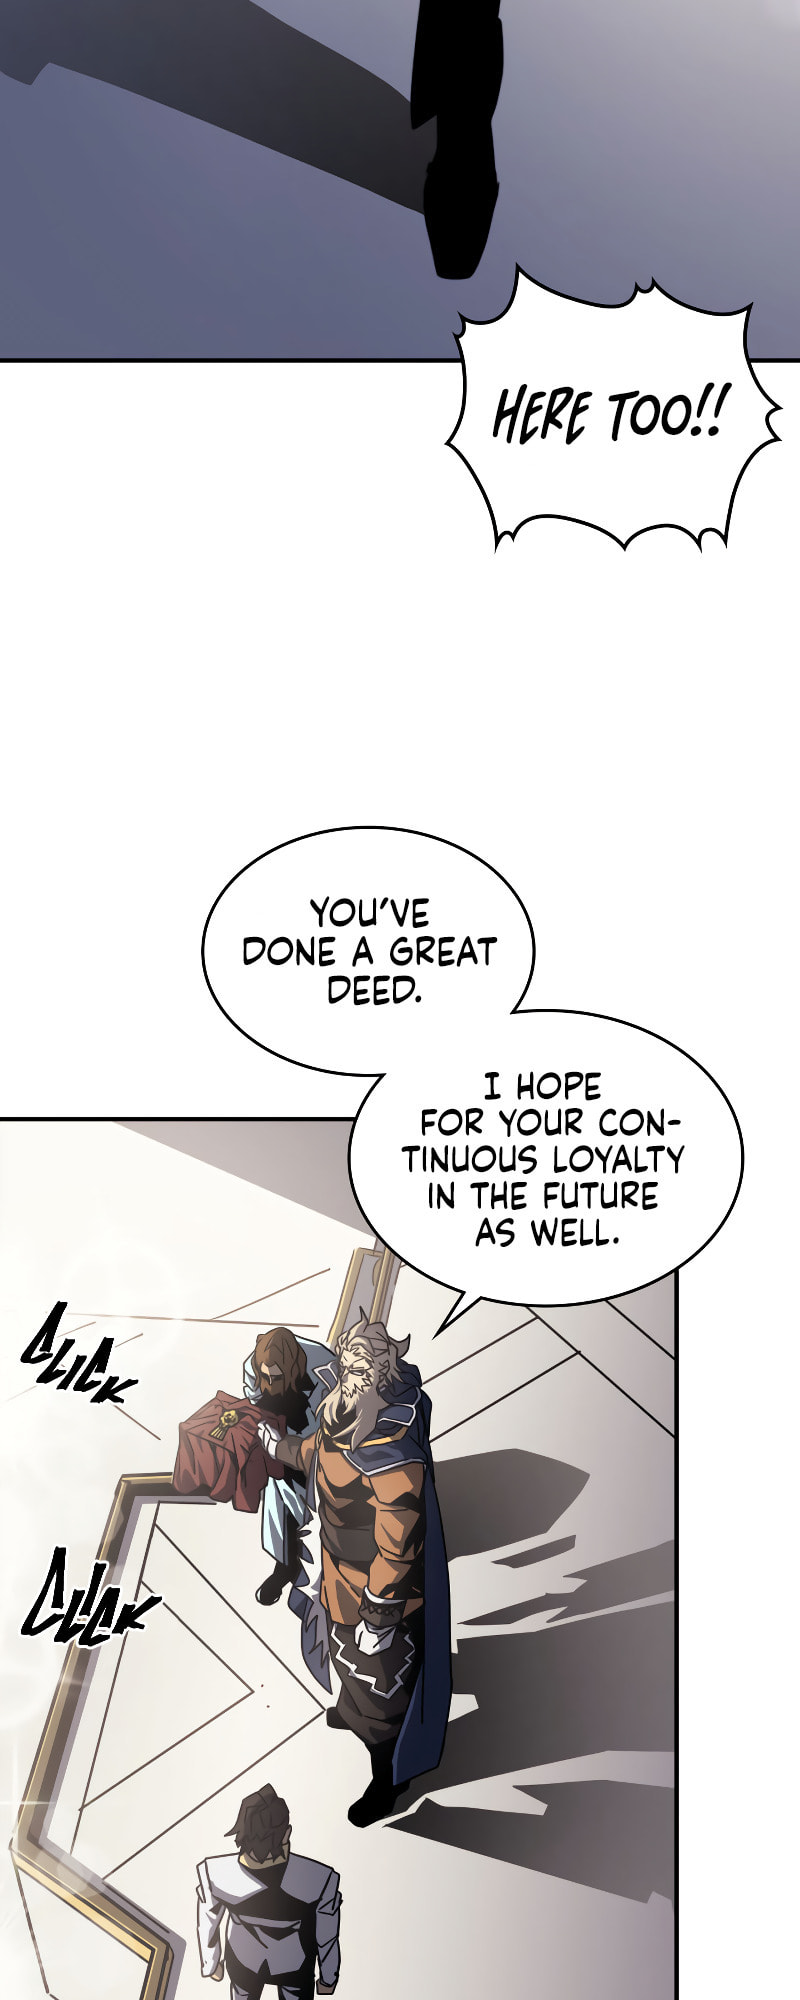 HERE TOO!!
YOU'VE
DONE A GREAT
DEED.
I HOPE
FOR YOUR CON-
TINUOUS LOYALTY
IN THE FUTURE
AS WELL.
CLICK
CLICK